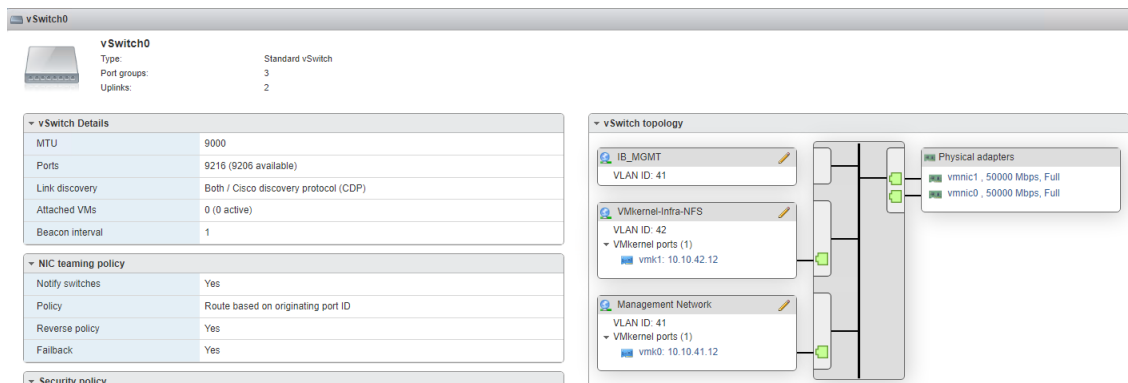 vSwitch0
vSwitch0
Type: Standard vSwitch
Port groups: 3
Uplinks: 2
vSwitch Details
MTU 9000
Ports 9216 (9206 available)
Link discovery Both / Cisco discovery protocol (CDP)
Attached VMs 0 (0 active)
Beacon interval 1
NIC teaming policy
Notify switches Yes
Policy Route based on originating port ID
Reverse policy Yes
Failback Yes
Security policy
vSwitch topology
IB_MGMT
VLAN ID: 41
VMkernel-Infra-NFS
VLAN ID: 42
VMkernel ports (1)
vmk1: 10.10.42.12
Management Network
VLAN ID: 41
VMkernel ports (1)
vmk0: 10.10.41.12
Physical adapters
vmnic1 , 50000 Mbps, Full
vmnic0 , 50000 Mbps, Full